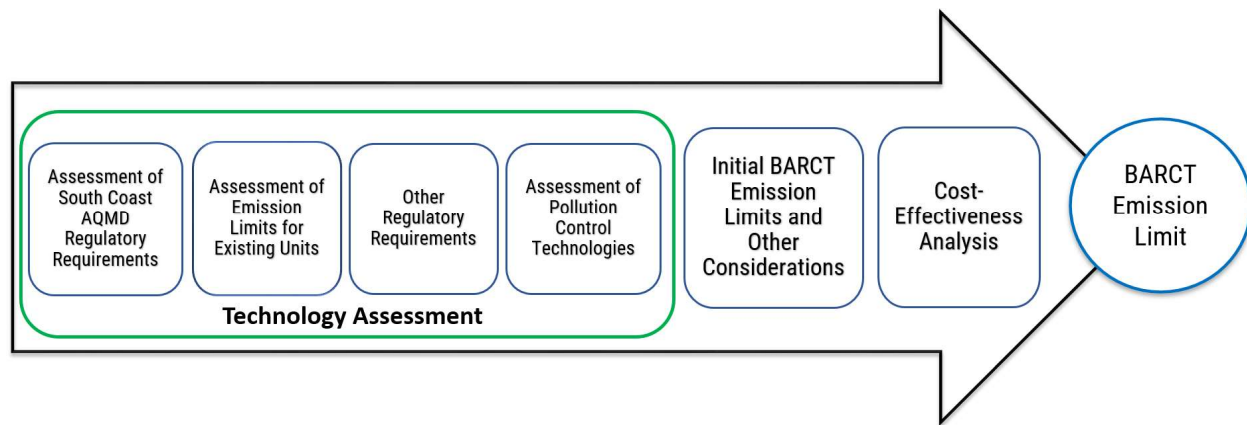 Assessment of
South Coast
AQMD
Regulatory
Requirements
Assessment of
Emission
Limits for
Existing Units
Other
Regulatory
Requirements
Assessment of
Pollution
Control
Technologies
Technology Assessment
Initial BARCT
Emission
Limits and
Other
Considerations
Cost-
Effectiveness
Analysis
BARCT
Emission
Limit